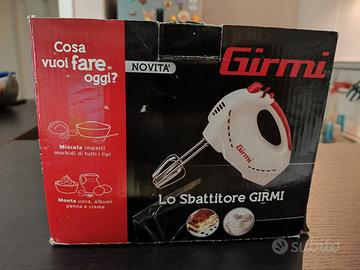 Cosa
vuoi fare
oggi?
NOVITA'
Girmi
Miscela impasti
morbidi di tutti i tipi
Girmi
Monta uova, albumi
panna e creme
Lo Sbattitore GIRMI
subito